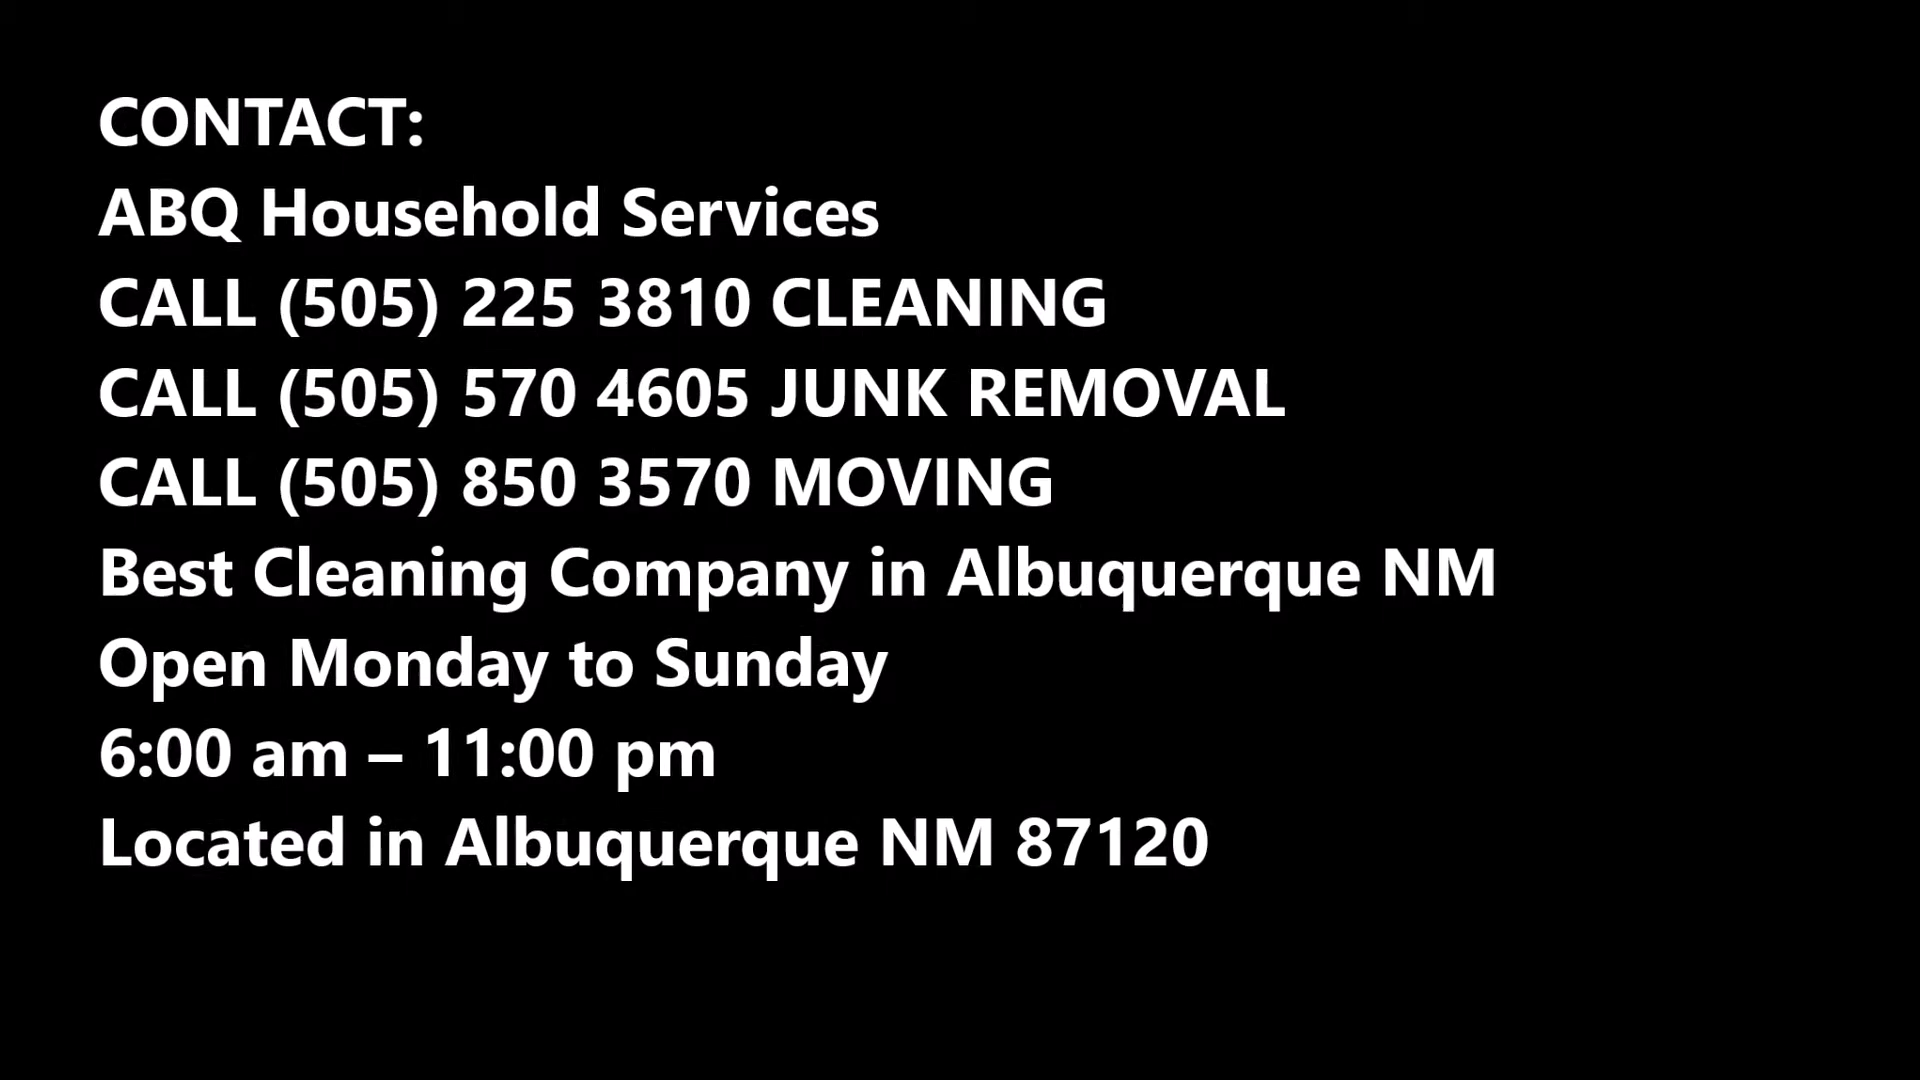 CONTACT:
ABQ Household Services
CALL (505) 225 3810 CLEANING
CALL (505) 570 4605 JUNK REMOVAL
CALL (505) 850 3570 MOVING
Best Cleaning Company in Albuquerque NM
Open Monday to Sunday
6:00 am – 11:00 pm
Located in Albuquerque NM 87120